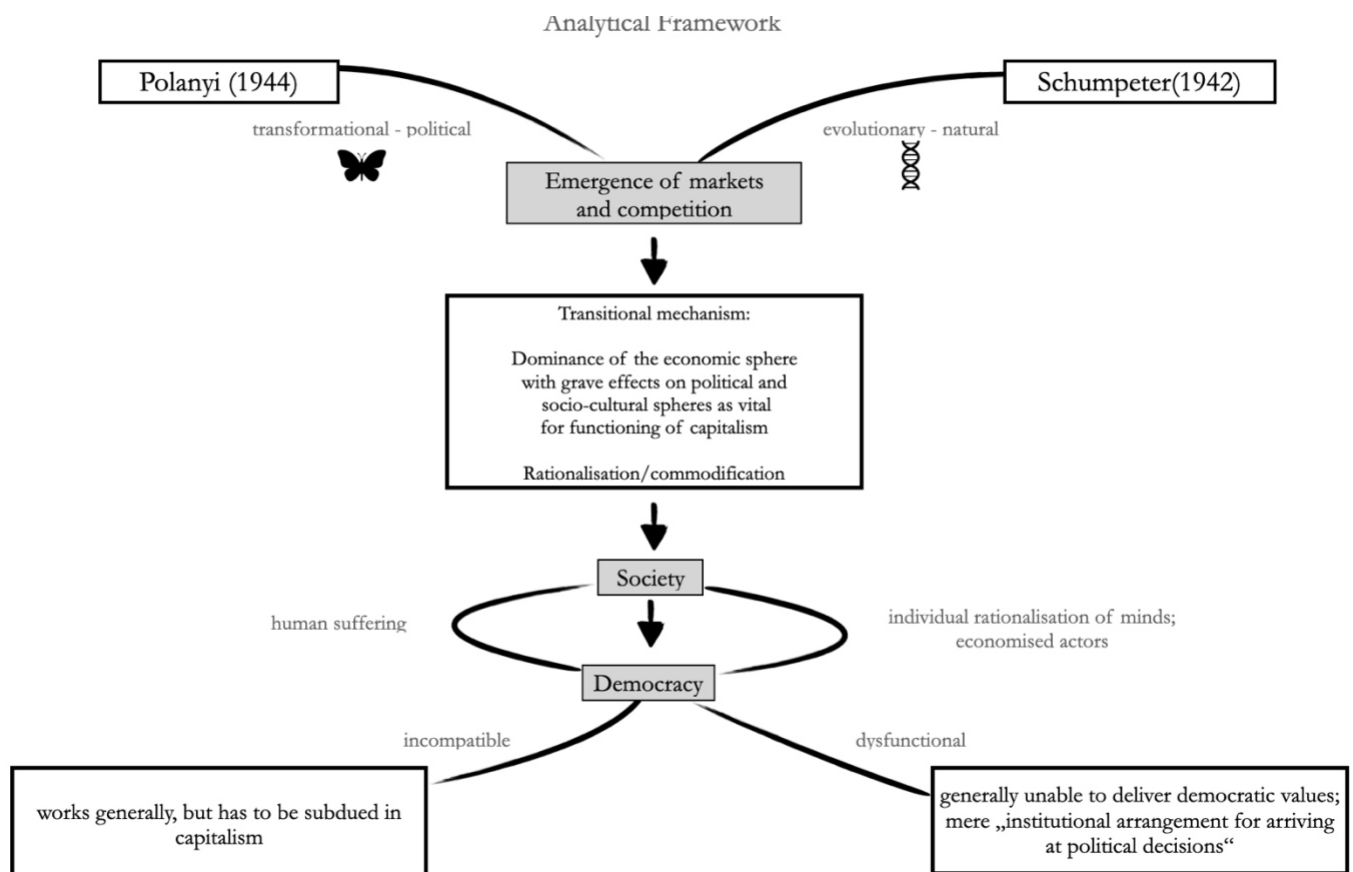 Analytical Framework
Polanyi (1944)
Schumpeter(1942)
transformational - political
evolutionary - natural
Emergence of markets
and competition
Transitional mechanism:
Dominance of the economic sphere
with grave effects on political and
socio-cultural spheres as vital
for functioning of capitalism
Rationalisation/commodification
Society
human suffering
individual rationalisation of minds;
economised actors
Democracy
incompatible
dysfunctional
works generally, but has to be subdued in
capitalism
generally unable to deliver democratic values;
mere „institutional arrangement for arriving
at political decisions“